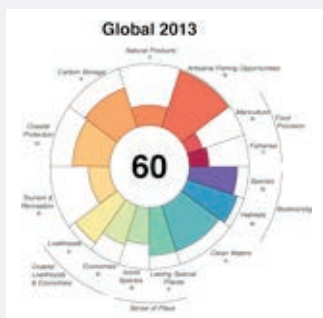 Global 2013
Natural Products
Artisanal Fishing Opportunities
Carbon Storage
Mariculture
Food
Provision
Coastal
Protection
Fisheries
60
Species
Biodiversity
Habitats
Tourism &
Recreation
Clean Waters
Livelihoods
Coastal
Livelihoods
& Economies
Economies
Iconic
Species
Lasting Special
Places
Sense of Place